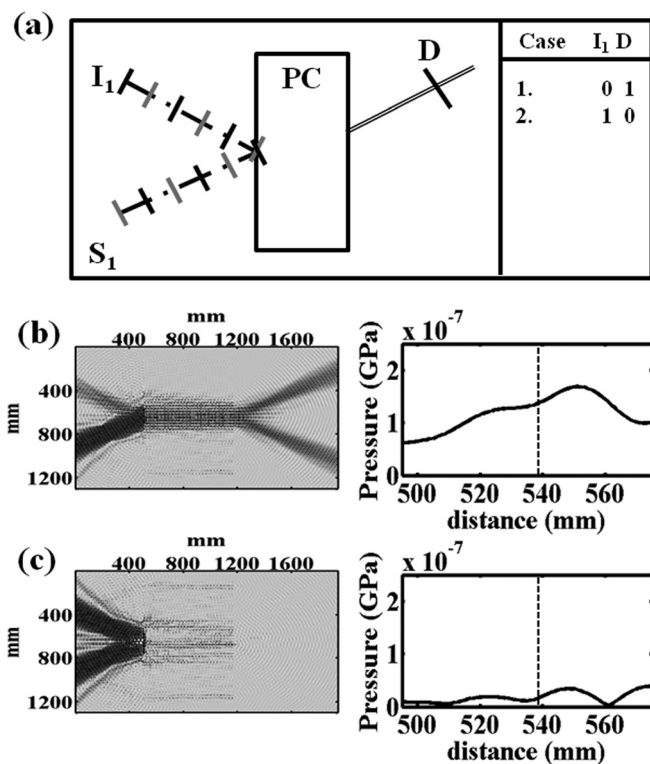 (a)
I₁
S₁
PC
D
Case I₁ D
1. 0 1
2. 1 0
(b)
mm
400 800 1200 1600
mm
400
800
1200
x 10⁻⁷
Pressure (GPa)
2
1
0
500 520 540 560
distance (mm)
(c)
mm
400 800 1200 1600
mm
400
800
1200
x 10⁻⁷
Pressure (GPa)
2
1
0
500 520 540 560
distance (mm)